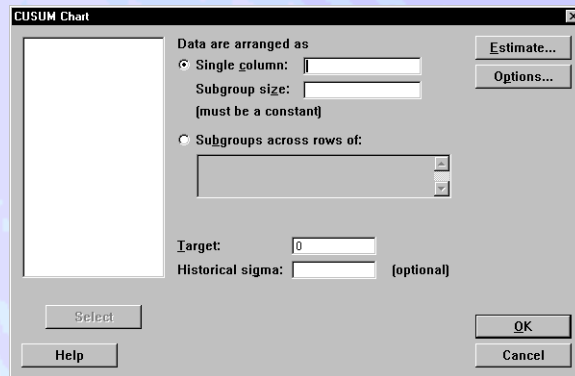 CUSUM Chart
Data are arranged as
Single column:
Subgroup size:
(must be a constant)
Subgroups across rows of:
Target: 0
Historical sigma: (optional)
Estimate...
Options...
Select
Help
OK
Cancel